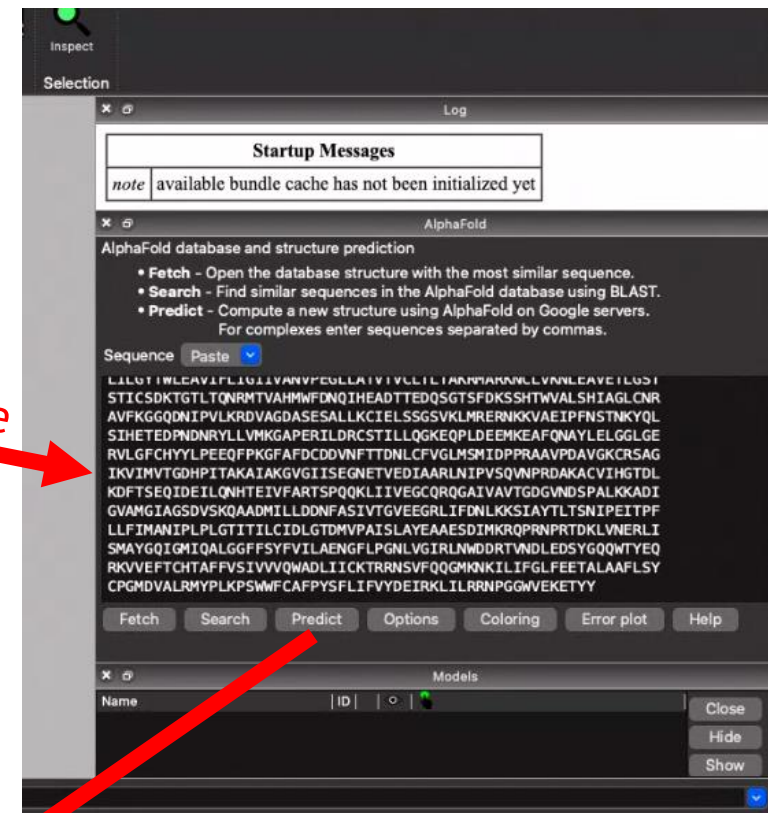 Inspect
Selection
Log
Startup Messages
note available bundle cache has not been initialized yet
AlphaFold
AlphaFold database and structure prediction
• Fetch - Open the database structure with the most similar sequence.
• Search - Find similar sequences in the AlphaFold database using BLAST.
• Predict - Compute a new structure using AlphaFold on Google servers.
For complexes enter sequences separated by commas.
Sequence Paste
STICSDKTGTLTQNRMTVAHMWFDNQIHEADTTEDQSGTSFDKSSHTWVALSHIAGLCNRAG
AVFKGGQDNIPVLKRDVAGDASESALLKCIELSSGSVKLMRERNKKVAEIPFNSTNKYQL
SIHETEDPNDNRYLLVMKGAPERILDRCSTILLQGKEQPLDEEMKEAFQNAYLELGGLGE
RVLGFCHYYLPEEQFPKGFAFDCDDVNFTTDNLCFVGLMSMIDPPRAAVPDAVGKCRSAG
IKVIMVTGDHPITAKAIAKGVGIISEGNETVEDIAARLNIPVSQVNPRDAKACVIHGTDL
KDFTSEQIDEILQNHTEIVFARTSPQQKLIIVEGCQRQGAIVAVTGDGVNDSPALKKADI
GVAMGIAGSDVSKQAADMILLDDNFASIVTGVEEGRLIFDNLKKSIAYTLTSNIPEITPF
LLFIMANIPLPLGTITILCIDLGTDMVPAISLAYEAAESDIMKRQPRNPRTDKLVNERLI
SMAYGQIGMIQALGGFFSYFVILAENGFLPGNLVGIRLNWDDRTVNDLEDSYGQQWTYEQ
RKVVEFTCHTAFFVSIVVVQWADLIICKTRRNSVFQQGMKNKILIFGLFEETALAAFLSY
CPGMDVALRMYPLKPSWWFCAFPYSFLIFVYDEIRKLILRRNPGGWVEKETYY
Fetch Search Predict Options Coloring Error plot Help
Models
Name ID
Close
Hide
Show